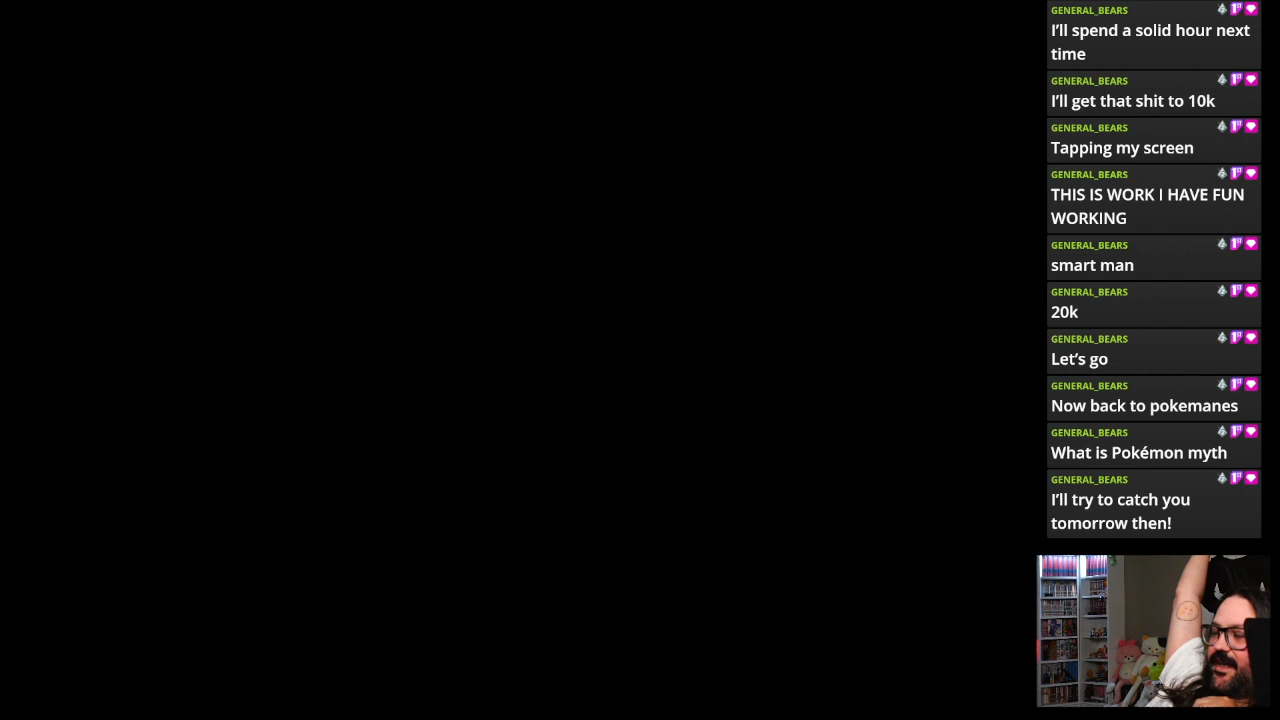 GENERAL_BEARS
I'll spend a solid hour next
time
GENERAL_BEARS
I'll get that shit to 10k
GENERAL_BEARS
Tapping my screen
GENERAL_BEARS
THIS IS WORK I HAVE FUN
WORKING
GENERAL_BEARS
smart man
GENERAL_BEARS
20k
GENERAL_BEARS
Let's go
GENERAL_BEARS
Now back to pokemanes
GENERAL_BEARS
What is Pokémon myth
GENERAL_BEARS
I'll try to catch you
tomorrow then!